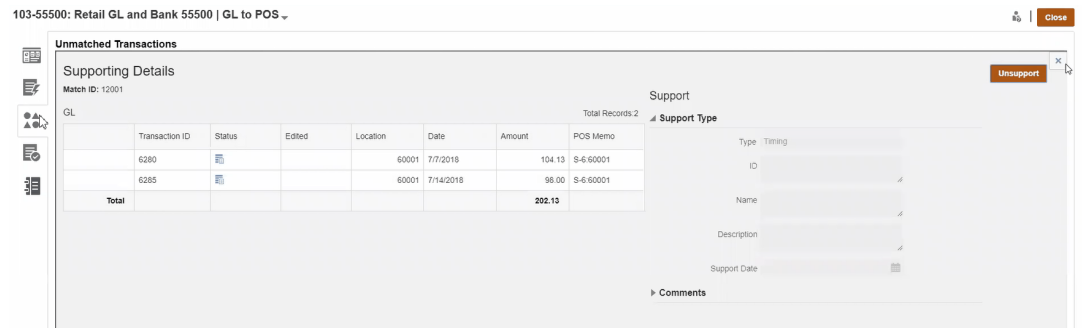 103-55500: Retail GL and Bank 55500 | GL to POS
Close
Unmatched Transactions
Supporting Details
Unsupport
Match ID: 12001
Support
GL
Total Records:2
Support Type
Transaction ID Status Edited Location Date Amount POS Memo
6280 60001 7/7/2018 104.13 S-6:60001
6285 60001 7/14/2018 98.00 S-6:60001
Total 202.13
Type Timing
IO
Name
Description
Support Date
Comments